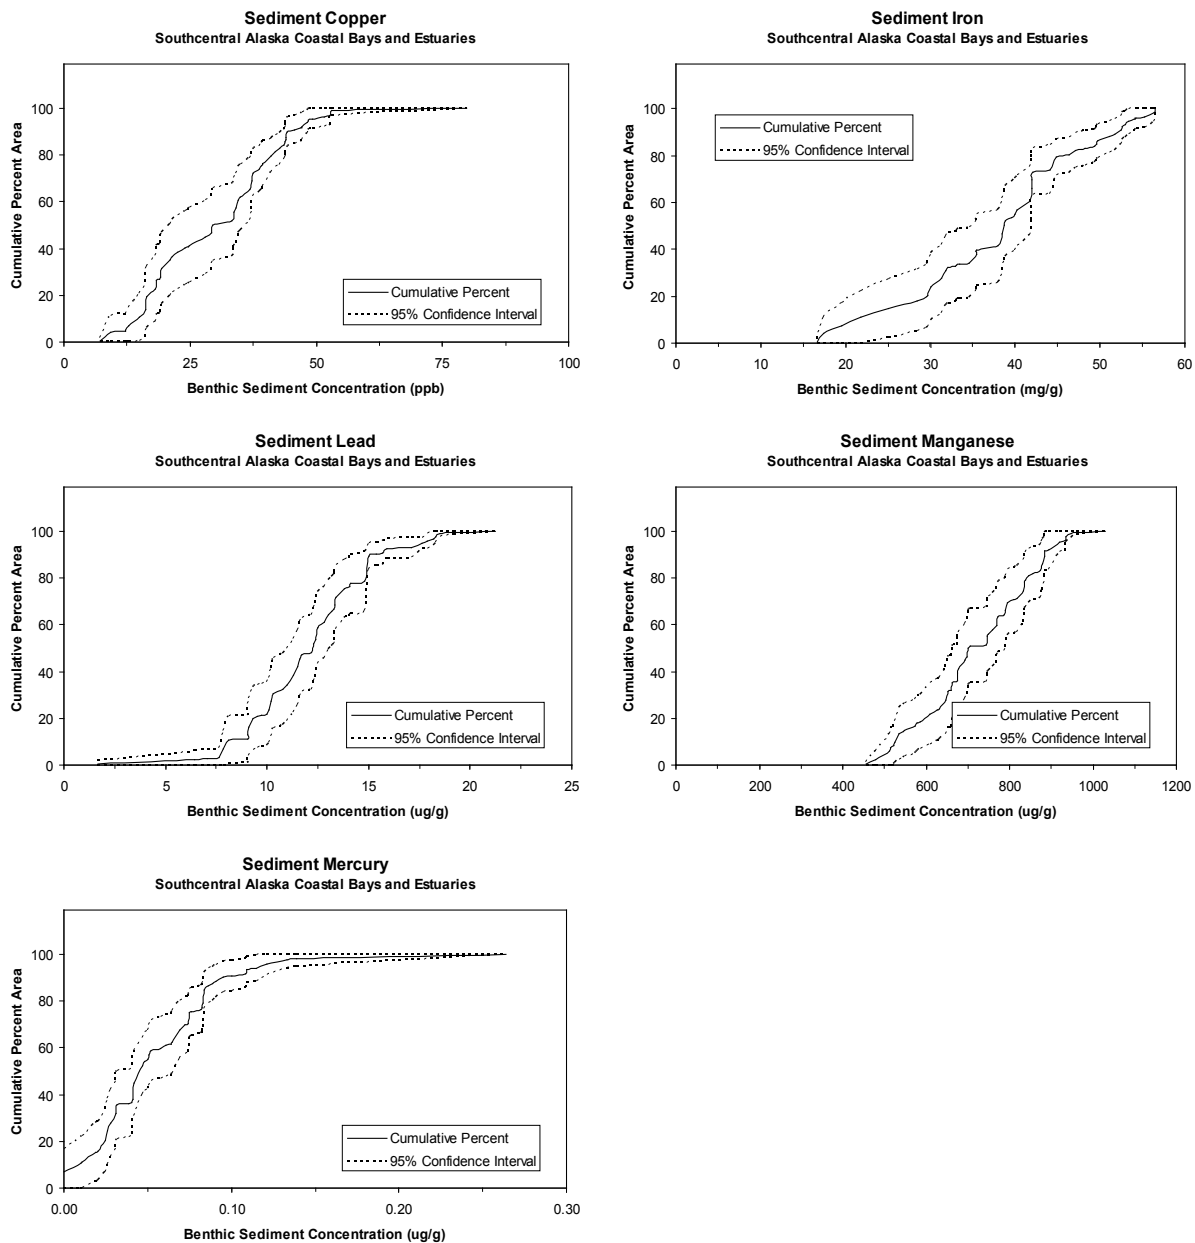 Sediment Copper
Southcentral Alaska Coastal Bays and Estuaries
Cumulative Percent Area
100
80
60
40
20
0
Cumulative Percent
95% Confidence Interval
0 25 50 75 100
Benthic Sediment Concentration (ppb)
Sediment Iron
Southcentral Alaska Coastal Bays and Estuaries
Cumulative Percent Area
100
80
60
40
20
0
Cumulative Percent
95% Confidence Interval
0 10 20 30 40 50 60
Benthic Sediment Concentration (mg/g)
Sediment Lead
Southcentral Alaska Coastal Bays and Estuaries
Cumulative Percent Area
100
80
60
40
20
0
Cumulative Percent
95% Confidence Interval
0 5 10 15 20 25
Benthic Sediment Concentration (ug/g)
Sediment Manganese
Southcentral Alaska Coastal Bays and Estuaries
Cumulative Percent Area
100
80
60
40
20
0
Cumulative Percent
95% Confidence Interval
0 200 400 600 800 1000 1200
Benthic Sediment Concentration (ug/g)
Sediment Mercury
Southcentral Alaska Coastal Bays and Estuaries
Cumulative Percent Area
100
80
60
40
20
0
Cumulative Percent
95% Confidence Interval
0.00 0.10 0.20 0.30
Benthic Sediment Concentration (ug/g)